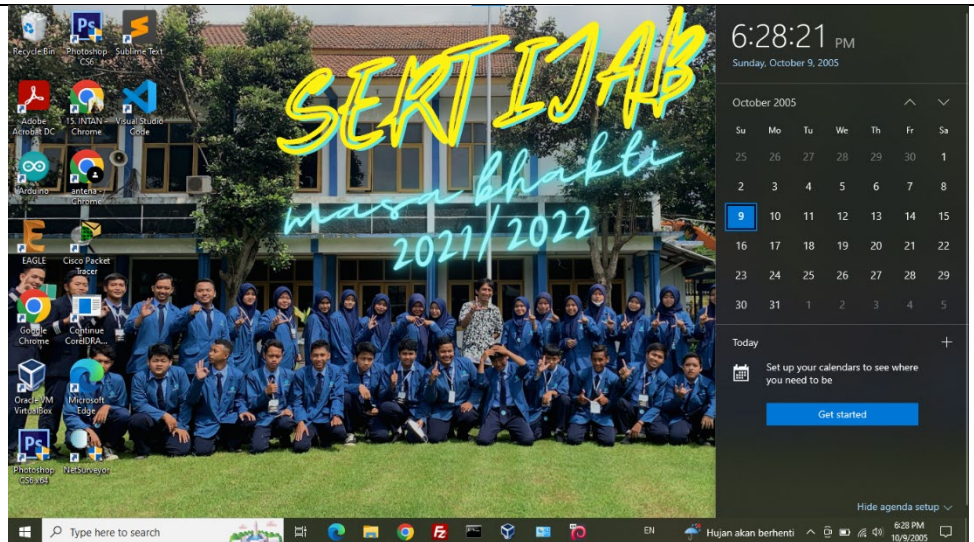 Recycle Bin
Photoshop CS6
Sublime Text
Adobe Acrobat DC
15. INTAN - Chrome
Visual Studio Code
Arduino
antena - Chrome
EAGLE
Cisco Packet Tracer
Google Chrome
Continue CorelDRA...
Oracle VM VirtualBox
Microsoft Edge
Photoshop CS6 x64
NetSurveyor
SERTIJAB
masa bhakti
2021/2022
6:28:21 PM
Sunday, October 9, 2005
October 2005
Su Mo Tu We Th Fr Sa
25 26 27 28 29 30 1
2 3 4 5 6 7 8
9 10 11 12 13 14 15
16 17 18 19 20 21 22
23 24 25 26 27 28 29
30 31 1 2 3 4 5
Today
Set up your calendars to see where
you need to be
Get started
Hide agenda setup
Type here to search
EN
Hujan akan berhenti
6:28 PM
10/9/2005